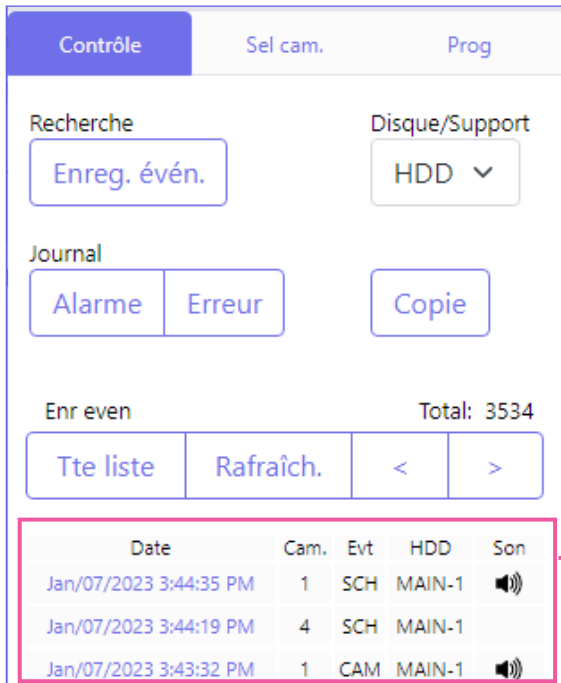 Contrôle Sel cam. Prog
Recherche Disque/Support
Enreg. évén. HDD
Journal
Alarme Erreur Copie
Enr even Total: 3534
Tte liste Rafraîch. < >
Date Cam. Evt HDD Son
Jan/07/2023 3:44:35 PM 1 SCH MAIN-1
Jan/07/2023 3:44:19 PM 4 SCH MAIN-1
Jan/07/2023 3:43:32 PM 1 CAM MAIN-1